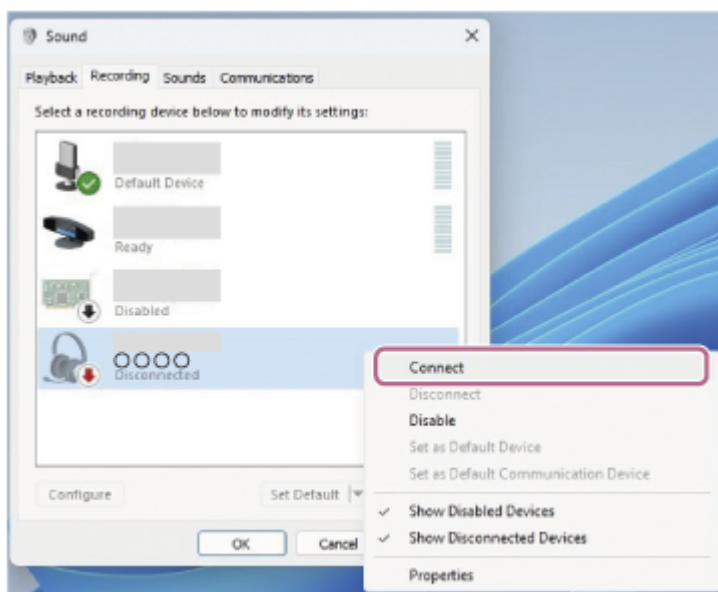 Sound
Playback Recording Sounds Communications
Select a recording device below to modify its settings:
Default Device
Ready
Disabled
○○○○
Disconnected
Configure
Set Default
OK
Cancel
Connect
Disconnect
Disable
Set as Default Device
Set as Default Communication Device
Show Disabled Devices
Show Disconnected Devices
Properties